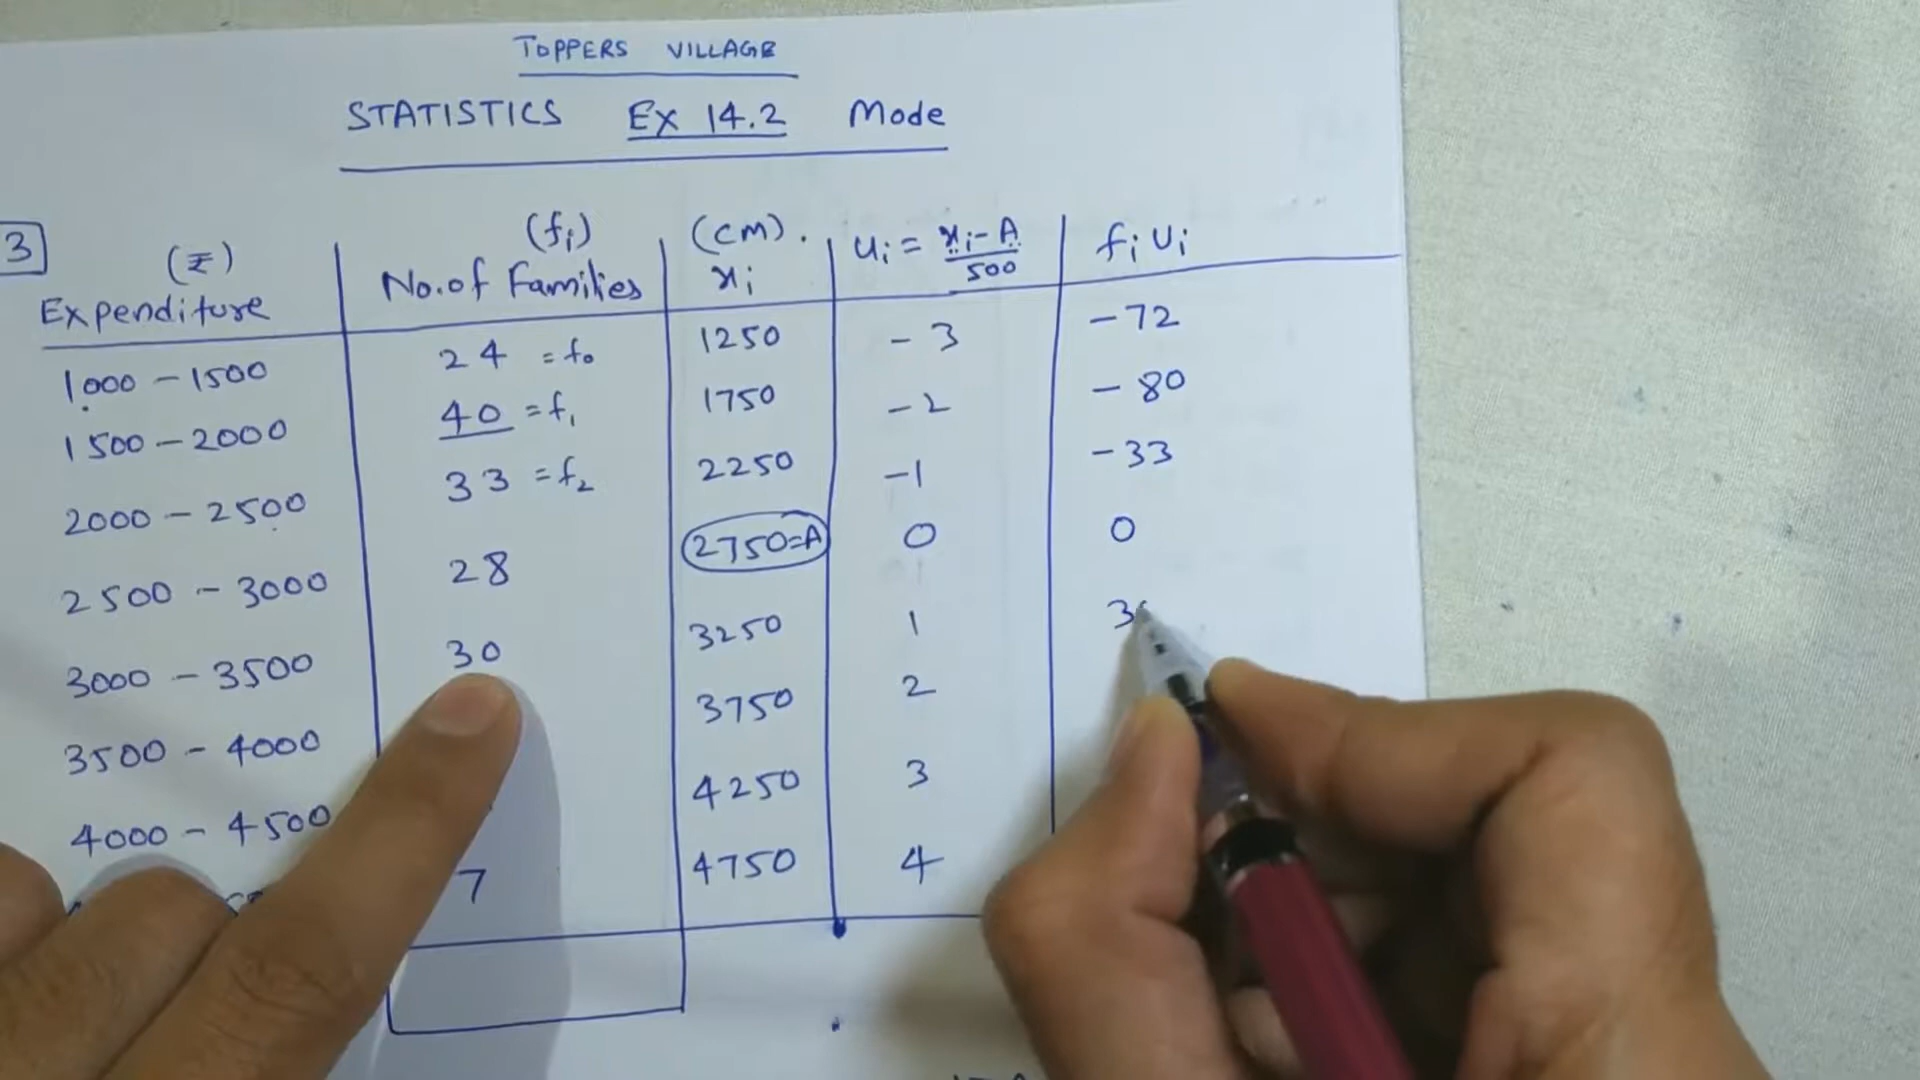 TOPPERS VILLAGE
STATISTICS Ex 14.2 Mode
3 (₹) (fi) (cm). ui = xi-A/500 fi ui
Expenditure No. of Families xi
1000 - 1500 24 = f₀ 1250 - 3 - 72
1500 - 2000 40 = f₁ 1750 - 2 - 80
2000 - 2500 33 = f₂ 2250 -1 - 33
2500 - 3000 28 2750=A 0 0
3000 - 3500 30 3250 1
3500 - 4000 3750 2
4000 - 4500 4250 3
7 4750 4